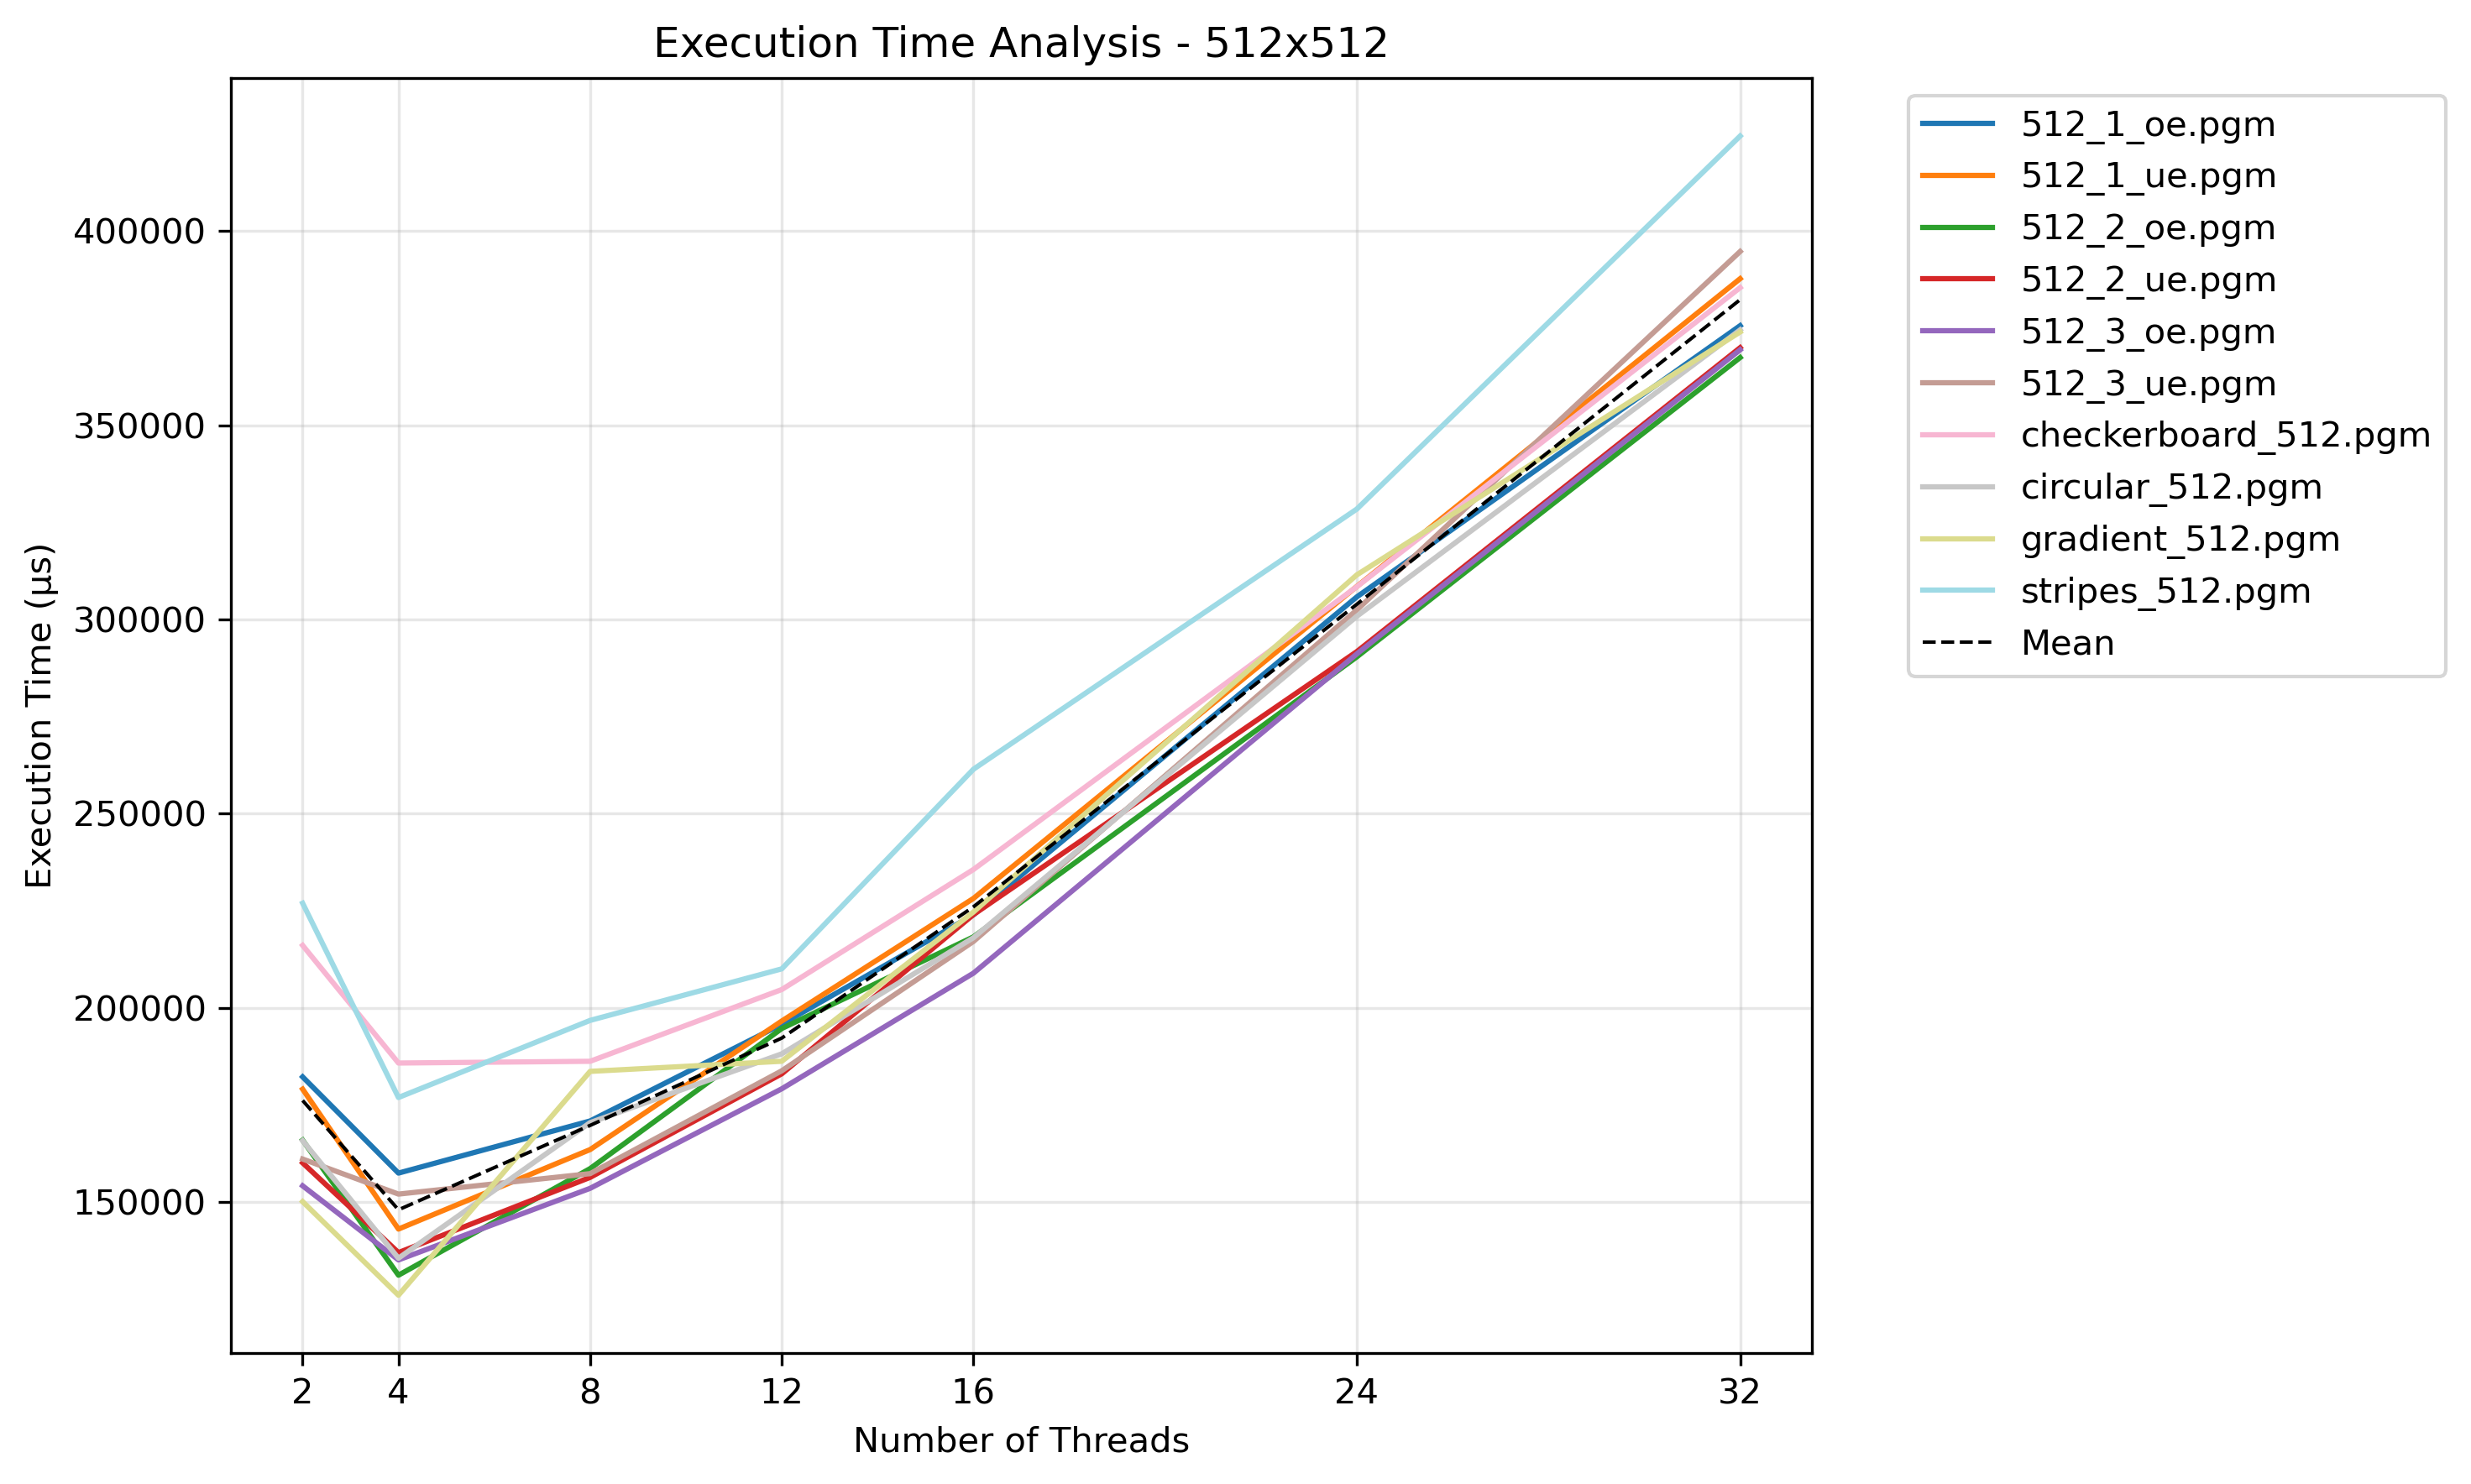 Execution Time Analysis - 512x512
Execution Time (µs)
400000
350000
300000
250000
200000
150000
2 4 8 12 16 24 32
Number of Threads
512_1_oe.pgm
512_1_ue.pgm
512_2_oe.pgm
512_2_ue.pgm
512_3_oe.pgm
512_3_ue.pgm
checkerboard_512.pgm
circular_512.pgm
gradient_512.pgm
stripes_512.pgm
Mean